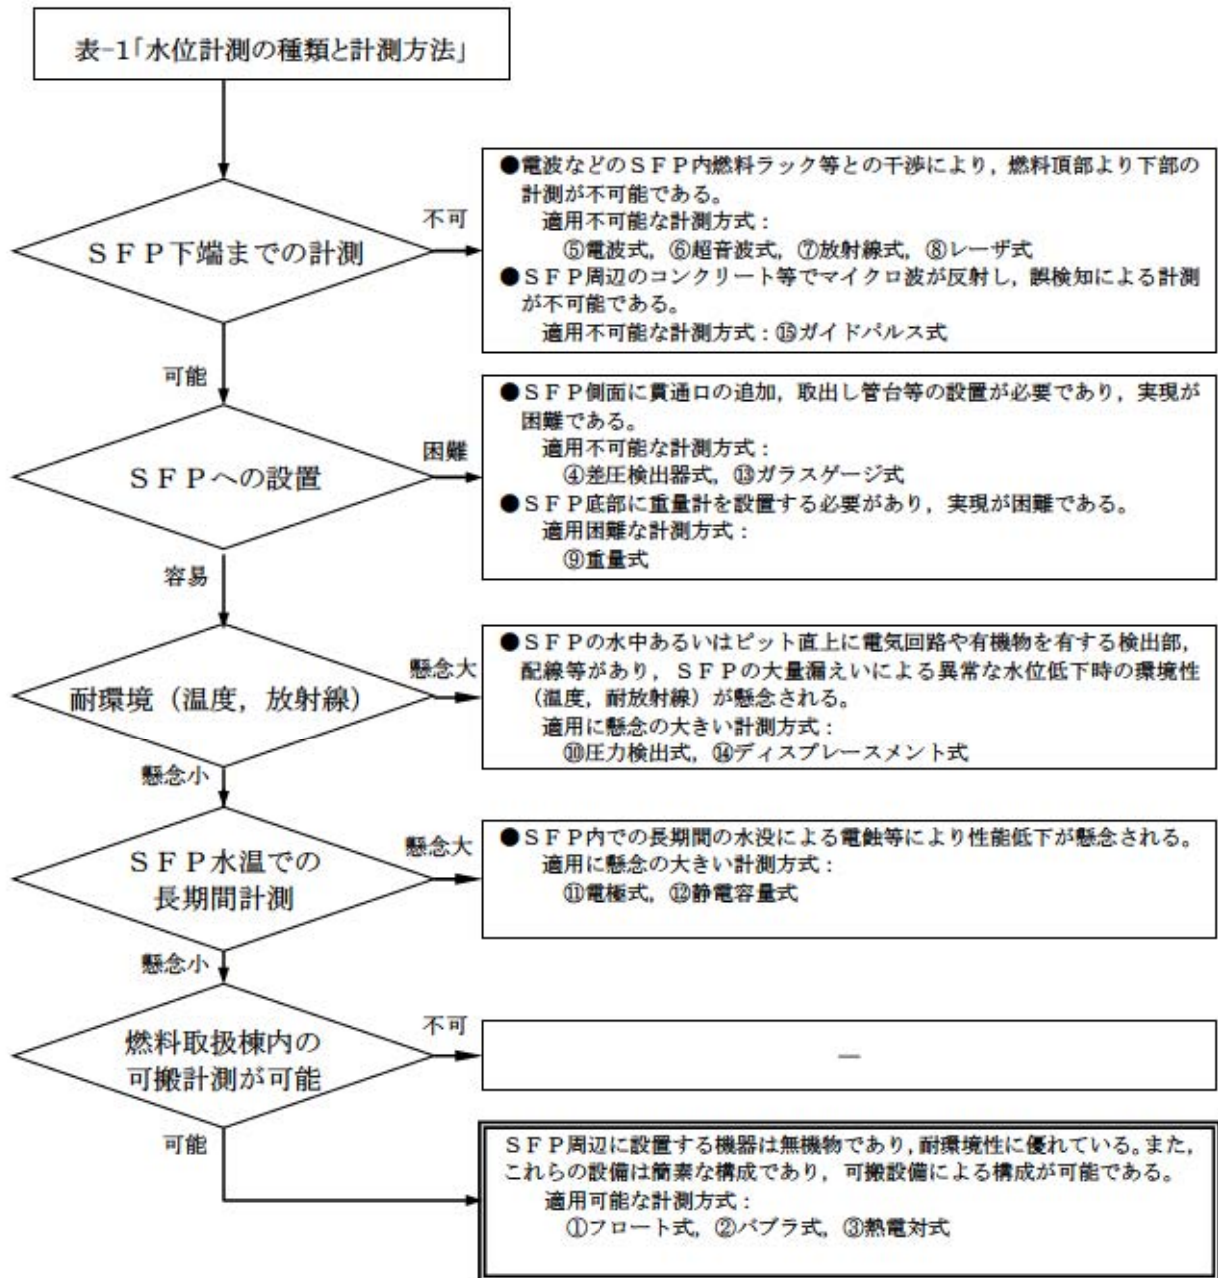 表-1「水位計測の種類と計測方法」
ＳＦＰ下端までの計測
不可
●電波などのＳＦＰ内燃料ラック等との干渉により，燃料頂部より下部の
計測が不可能である。
適用不可能な計測方式：
⑤電波式，⑥超音波式，⑦放射線式，⑧レーザ式
●ＳＦＰ周辺のコンクリート等でマイクロ波が反射し，誤検知による計測
が不可能である。
適用不可能な計測方式：⑮ガイドパルス式
可能
ＳＦＰへの設置
困難
●ＳＦＰ側面に貫通口の追加，取出し管台等の設置が必要であり，実現が
困難である。
適用不可能な計測方式：
④差圧検出器式，⑬ガラスゲージ式
●ＳＦＰ底部に重量計を設置する必要があり，実現が困難である。
適用困難な計測方式：
⑨重量式
容易
耐環境（温度，放射線）
懸念大
●ＳＦＰの水中あるいはピット直上に電気回路や有機物を有する検出部，
配線等があり，ＳＦＰの大量漏えいによる異常な水位低下時の環境性
（温度，耐放射線）が懸念される。
適用に懸念の大きい計測方式：
⑩圧力検出式，⑭ディスプレースメント式
懸念小
ＳＦＰ水温での
長期間計測
懸念大
●ＳＦＰ内での長期間の水没による電蝕等により性能低下が懸念される。
適用に懸念の大きい計測方式：
⑪電極式，⑫静電容量式
懸念小
燃料取扱棟内の
可搬計測が可能
不可
―
可能
ＳＦＰ周辺に設置する機器は無機物であり，耐環境性に優れている。また，
これらの設備は簡素な構成であり，可搬設備による構成が可能である。
適用可能な計測方式：
①フロート式，②バブラ式，③熱電対式